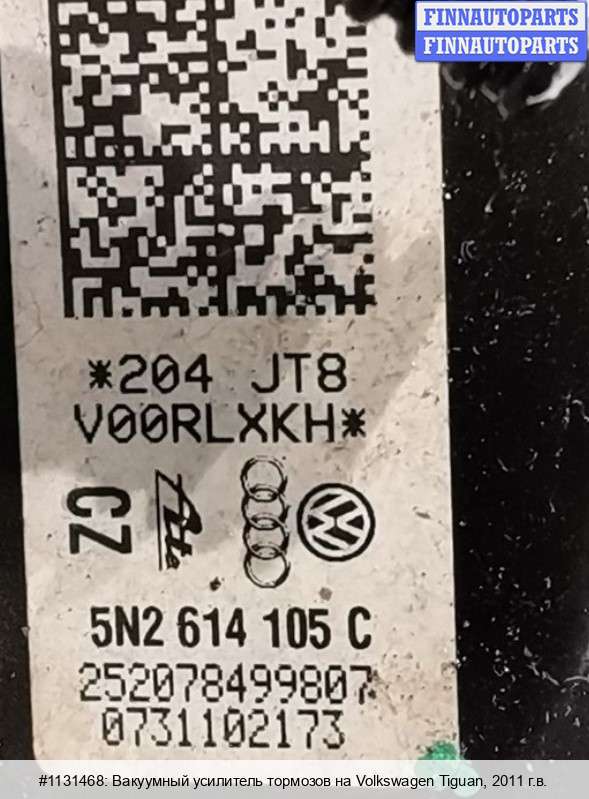 FINNAUTOPARTS
FINNAUTOPARTS
*204 JT8
V00RLXKH*
CZ
Ate
5N2 614 105 C
252078499807
0731102173
#1131468: Вакуумный усилитель тормозов на Volkswagen Tiguan, 2011 г.в.